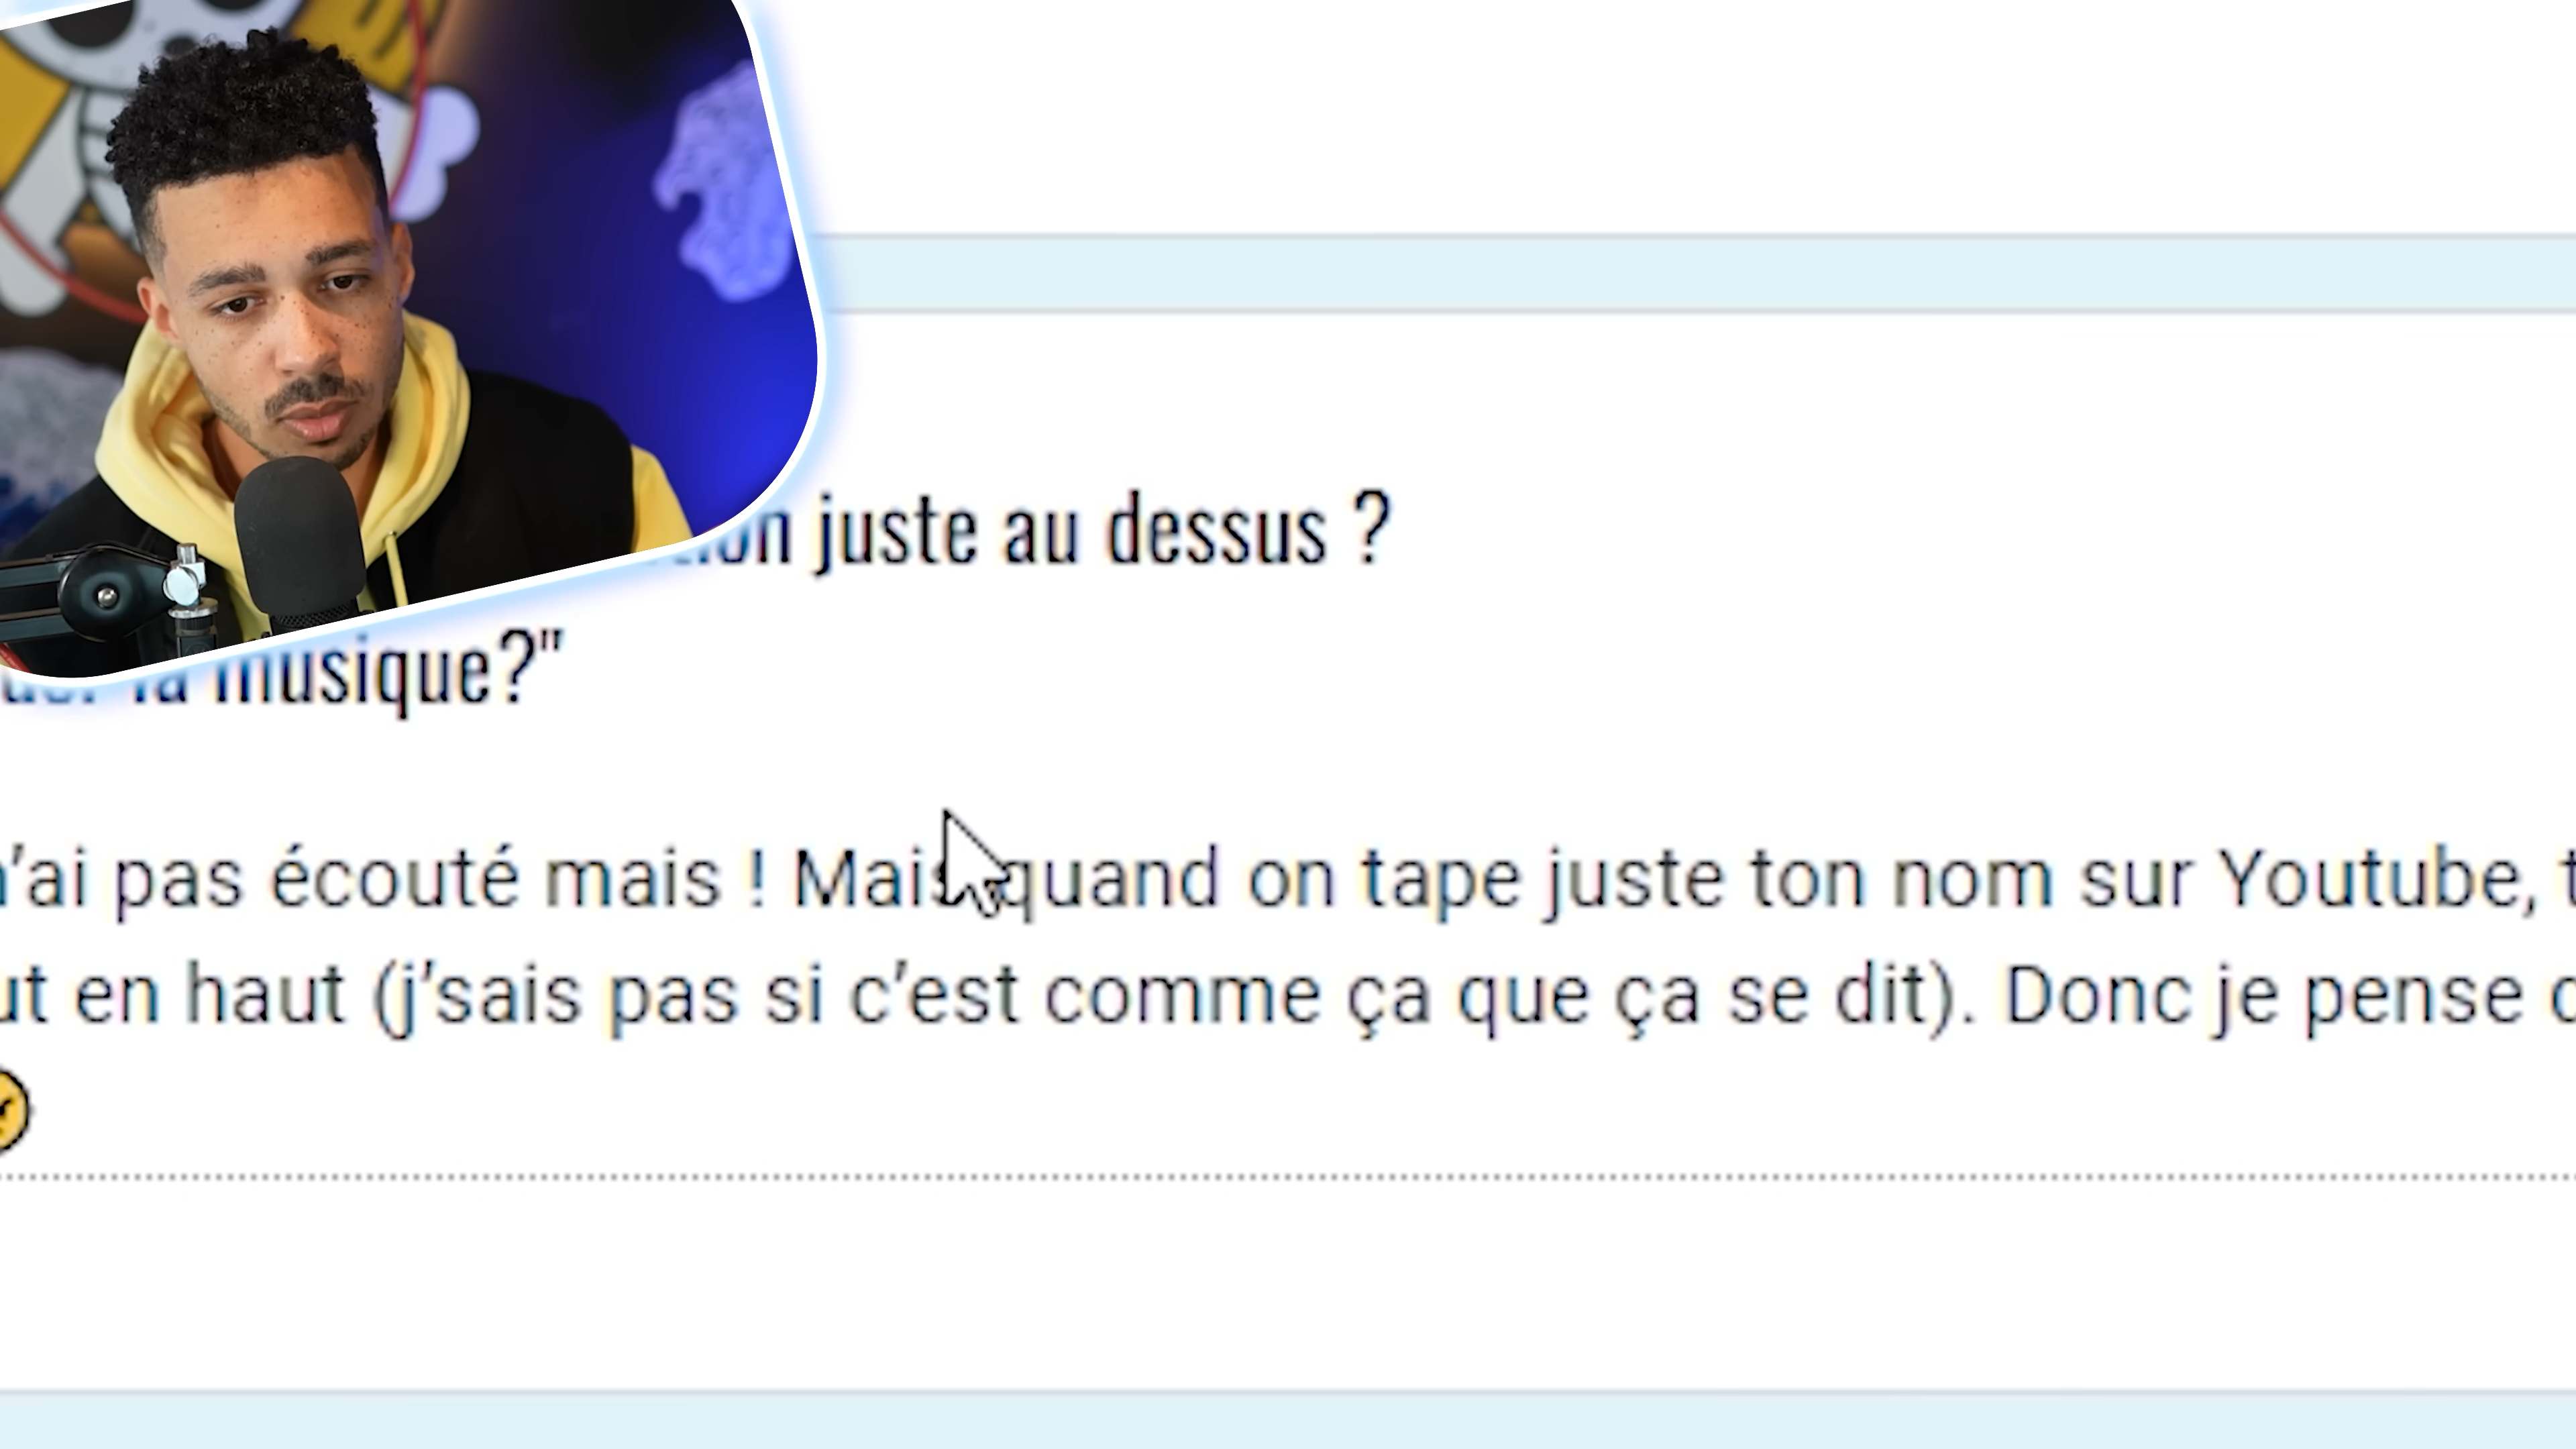 juste au dessus ?
la musique?"
n'ai pas écouté mais ! Mais quand on tape juste ton nom sur Youtube,
en haut (j'sais pas si c'est comme ça que ça se dit). Donc je pense